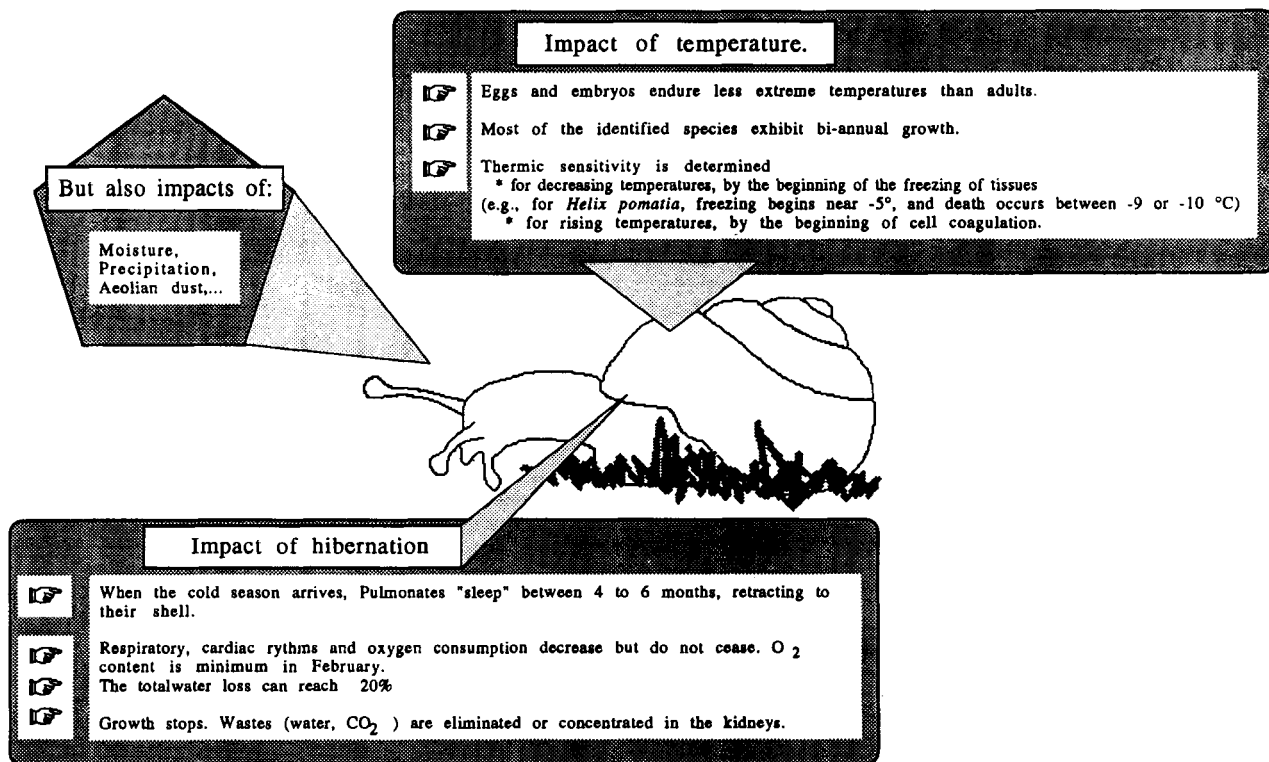 Impact of temperature.
Eggs and embryos endure less extreme temperatures than adults.
Most of the identified species exhibit bi-annual growth.
Thermic sensitivity is determined
* for decreasing temperatures, by the beginning of the freezing of tissues
(e.g., for Helix pomatia, freezing begins near -5°, and death occurs between -9 or -10 °C)
* for rising temperatures, by the beginning of cell coagulation.
But also impacts of:
Moisture,
Precipitation,
Aeolian dust,...
Impact of hibernation
When the cold season arrives, Pulmonates "sleep" between 4 to 6 months, retracting to
their shell.
Respiratory, cardiac rythms and oxygen consumption decrease but do not cease. O 2
content is minimum in February.
The totalwater loss can reach 20%
Growth stops. Wastes (water, CO2 ) are eliminated or concentrated in the kidneys.